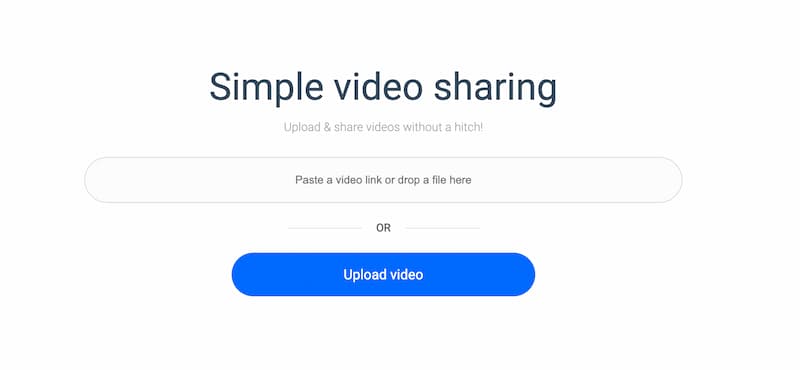 Simple video sharing
Upload & share videos without a hitch!
Paste a video link or drop a file here
OR
Upload video